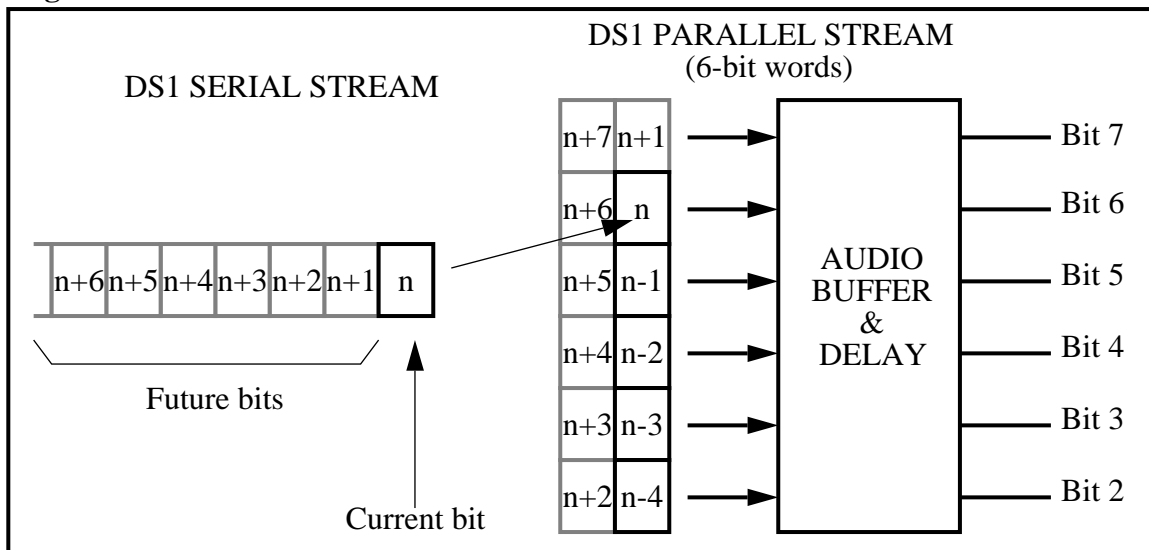 DS1 PARALLEL STREAM
(6-bit words)
DS1 SERIAL STREAM
n+7 n+1
n+6 n
n+5 n-1
n+4 n-2
n+3 n-3
n+2 n-4
n+6 n+5 n+4 n+3 n+2 n+1 n
Future bits
Current bit
AUDIO
BUFFER
&
DELAY
Bit 7
Bit 6
Bit 5
Bit 4
Bit 3
Bit 2